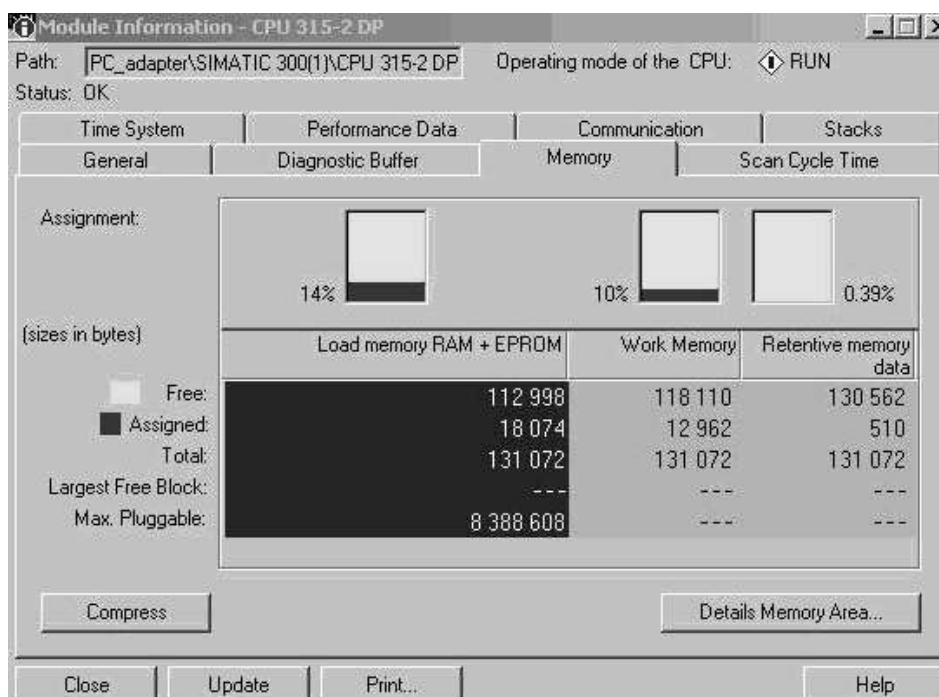 Module Information - CPU 315-2 DP
Path: PC_adapter\SIMATIC 300(1)\CPU 315-2 DP Operating mode of the CPU: RUN
Status: OK
Time System Performance Data Communication Stacks
General Diagnostic Buffer Memory Scan Cycle Time
Assignment:
14% 10% 0.39%
(sizes in bytes)
Load memory RAM + EPROM Work Memory Retentive memory
data
Free: 112 998 118 110 130 562
Assigned: 18 074 12 962 510
Total: 131 072 131 072 131 072
Largest Free Block: --- --- ---
Max. Pluggable: 8 388 608 --- ---
Compress Details Memory Area...
Close Update Print... Help